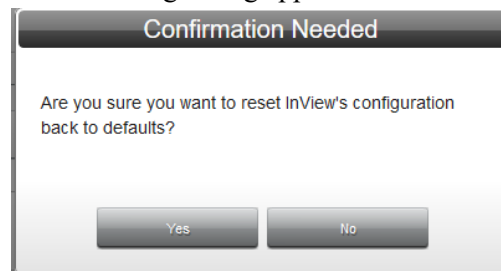 Confirmation Needed
Are you sure you want to reset InView's configuration
back to defaults?
Yes
No